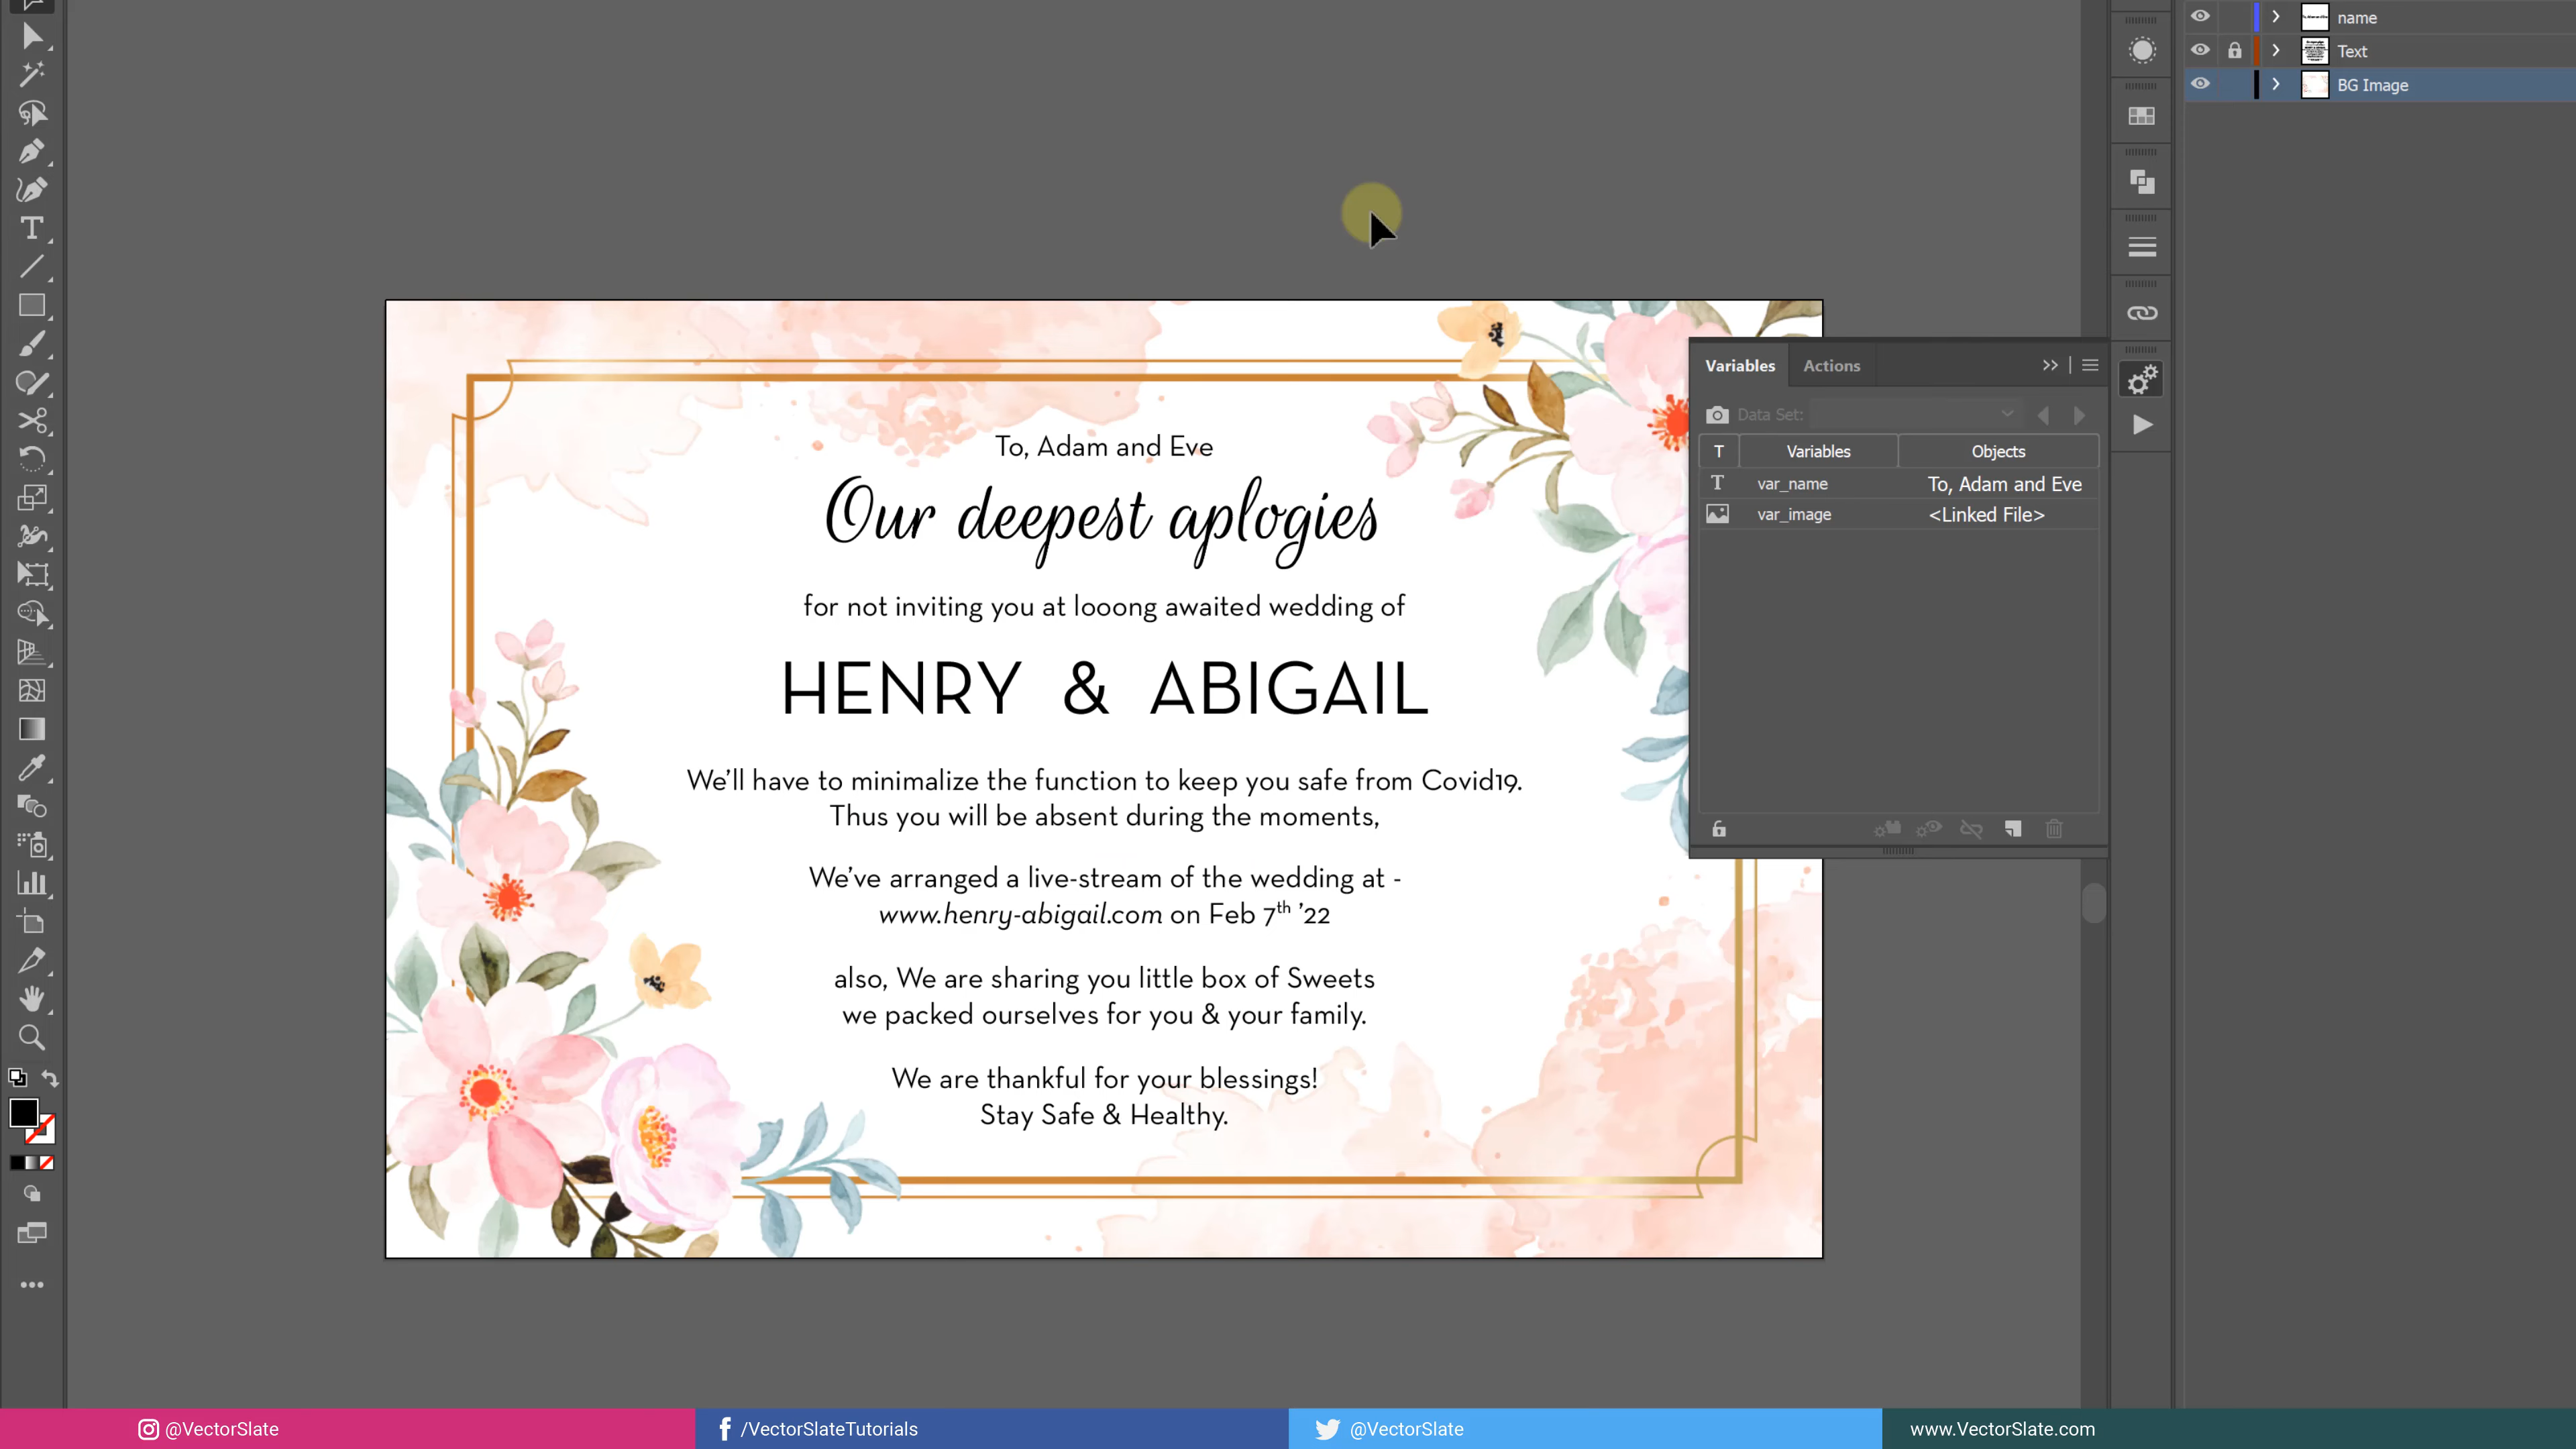 name
Text
BG Image
Variables
Actions
Data Set:
T Variables Objects
T var_name To, Adam and Eve
var_image <Linked File>
To, Adam and Eve
Our deepest aplogies
for not inviting you at looong awaited wedding of
HENRY & ABIGAIL
We'll have to minimalize the function to keep you safe from Covid19.
Thus you will be absent during the moments,
We've arranged a live-stream of the wedding at -
www.henry-abigail.com on Feb 7th '22
also, We are sharing you little box of Sweets
we packed ourselves for you & your family.
We are thankful for your blessings!
Stay Safe & Healthy.
@VectorSlate
/VectorSlateTutorials
@VectorSlate
www.VectorSlate.com